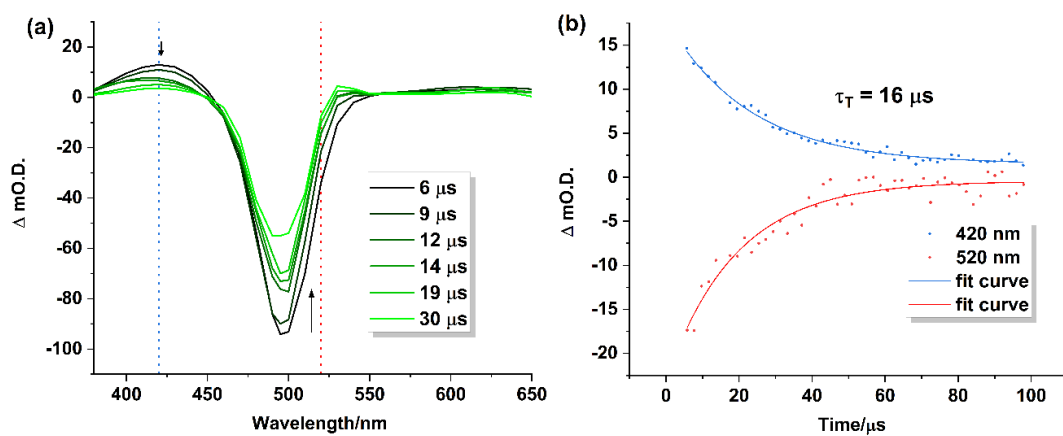 (a)
20
0
-20
-40
-60
-80
-100
Δ mO.D.
400
450
500
550
600
650
Wavelength/nm
6 μs
9 μs
12 μs
14 μs
19 μs
30 μs
(b)
15
10
5
0
-5
-10
-15
-20
Δ mO.D.
τT = 16 μs
420 nm
520 nm
fit curve
fit curve
0
20
40
60
80
100
Time/μs